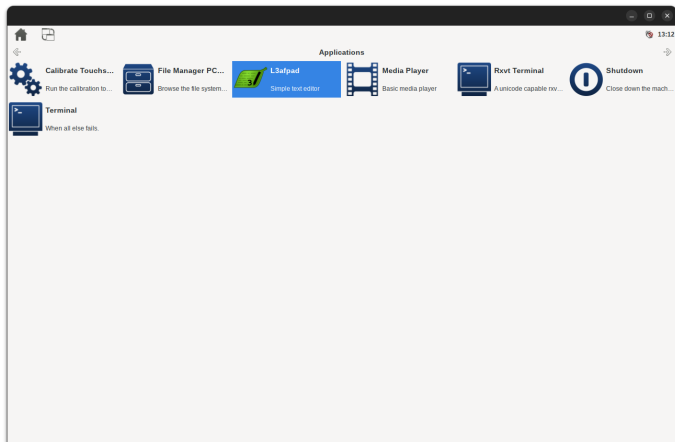 13:12
Applications
Calibrate Touchs...
Run the calibration to...
File Manager PC...
Browse the file system...
L3afpad
Simple text editor
Media Player
Basic media player
Rxvt Terminal
A unicode capable rxv...
Shutdown
Close down the mach...
Terminal
When all else fails.